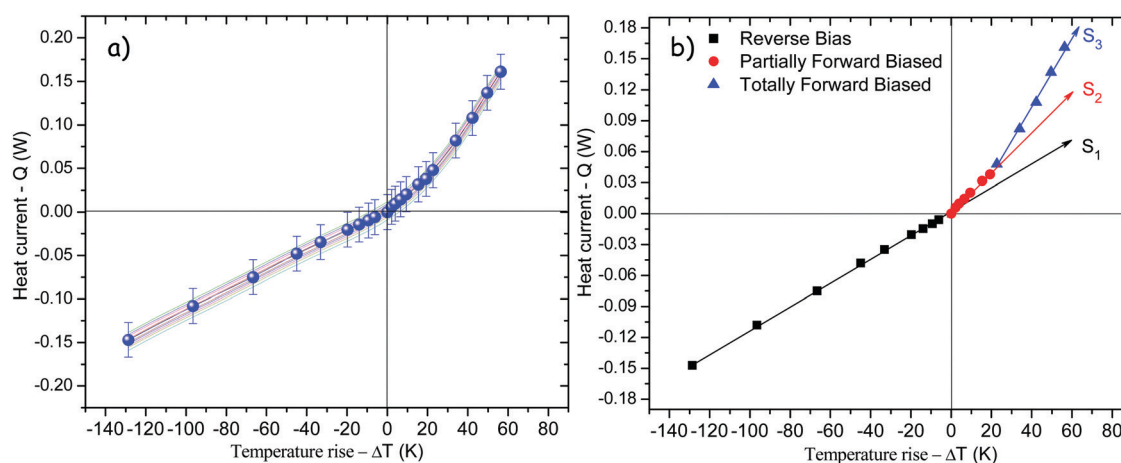 a)
Heat current - Q (W)
0.20
0.15
0.10
0.05
0.00
-0.05
-0.10
-0.15
-0.20
-140 -120 -100 -80 -60 -40 -20 0 20 40 60 80
Temperature rise – ΔT (K)
b)
Reverse Bias
Partially Forward Biased
Totally Forward Biased
S3
S2
S1
Heat current - Q (W)
0.18
0.15
0.12
0.09
0.06
0.03
0.00
-0.03
-0.06
-0.09
-0.12
-0.15
-0.18
-140 -120 -100 -80 -60 -40 -20 0 20 40 60 80
Temperature rise – ΔT (K)